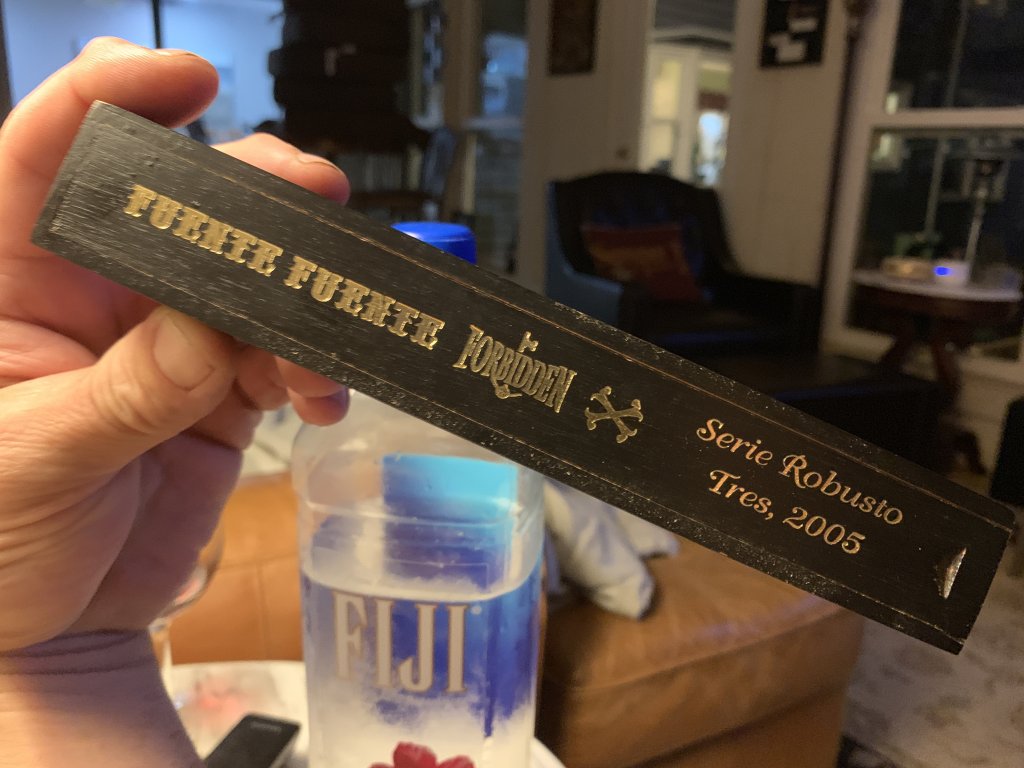 FUENTE FUENTE FORBIDDEN X
Serie Robusto
Tres, 2005
FIJI